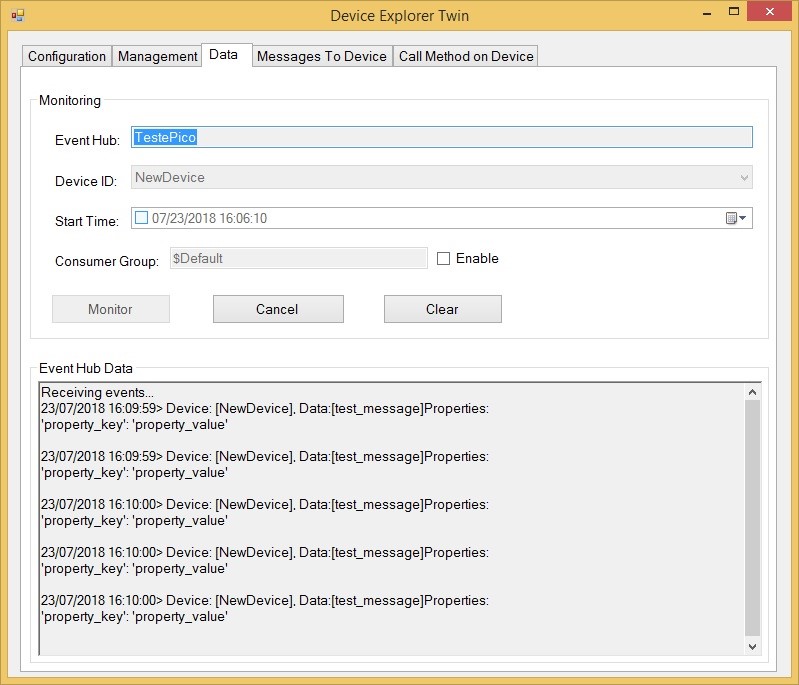 Device Explorer Twin
Configuration Management Data Messages To Device Call Method on Device
Monitoring
Event Hub: TestePico
Device ID: NewDevice
Start Time: 07/23/2018 16:06:10
Consumer Group: $Default Enable
Monitor Cancel Clear
Event Hub Data
Receiving events...
23/07/2018 16:09:59> Device: [NewDevice], Data:[test_message]Properties:
'property_key': 'property_value'
23/07/2018 16:09:59> Device: [NewDevice], Data:[test_message]Properties:
'property_key': 'property_value'
23/07/2018 16:10:00> Device: [NewDevice], Data:[test_message]Properties:
'property_key': 'property_value'
23/07/2018 16:10:00> Device: [NewDevice], Data:[test_message]Properties:
'property_key': 'property_value'
23/07/2018 16:10:00> Device: [NewDevice], Data:[test_message]Properties:
'property_key': 'property_value'